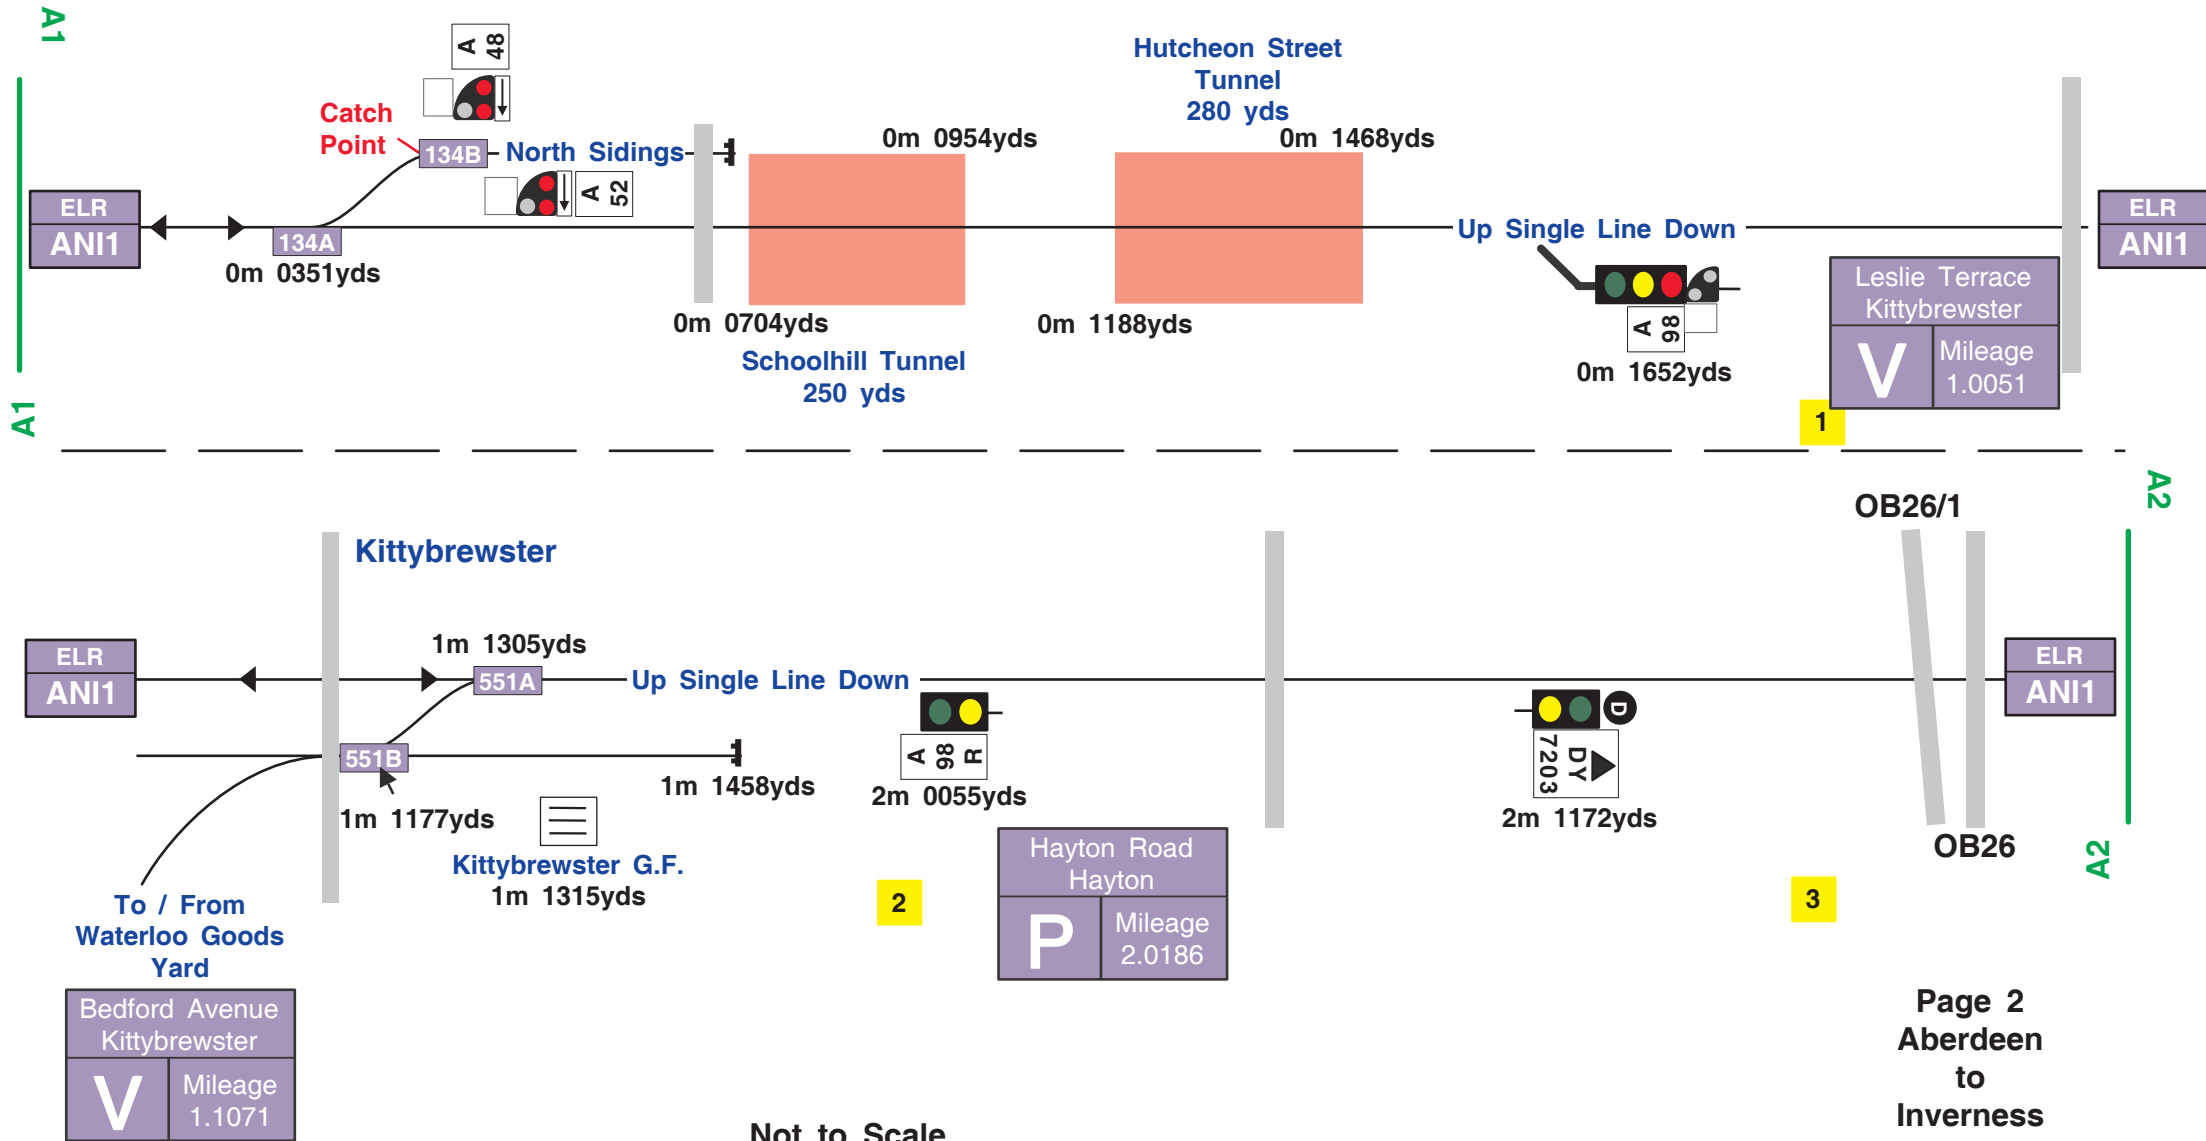 A1
A
48
Hutcheon Street
Tunnel
280 yds
Catch
Point
134B
North Sidings
0m 0954yds
0m 1468yds
A
52
ELR
ANI1
134A
0m 0351yds
Up Single Line Down
ELR
ANI1
0m 0704yds
0m 1188yds
Schoolhill Tunnel
250 yds
A
98
0m 1652yds
Leslie Terrace
Kittybrewster
V
Mileage
1.0051
A1
1
A2
OB26/1
Kittybrewster
ELR
ANI1
1m 1305yds
551A
Up Single Line Down
ELR
ANI1
551B
1m 1177yds
1m 1458yds
A
98
R
2m 0055yds
D
DY
7203
2m 1172yds
OB26
A2
Kittybrewster G.F.
1m 1315yds
2
Hayton Road
Hayton
P
Mileage
2.0186
3
To / From
Waterloo Goods
Yard
Bedford Avenue
Kittybrewster
V
Mileage
1.1071
Not to Scale
Page 2
Aberdeen
to
Inverness